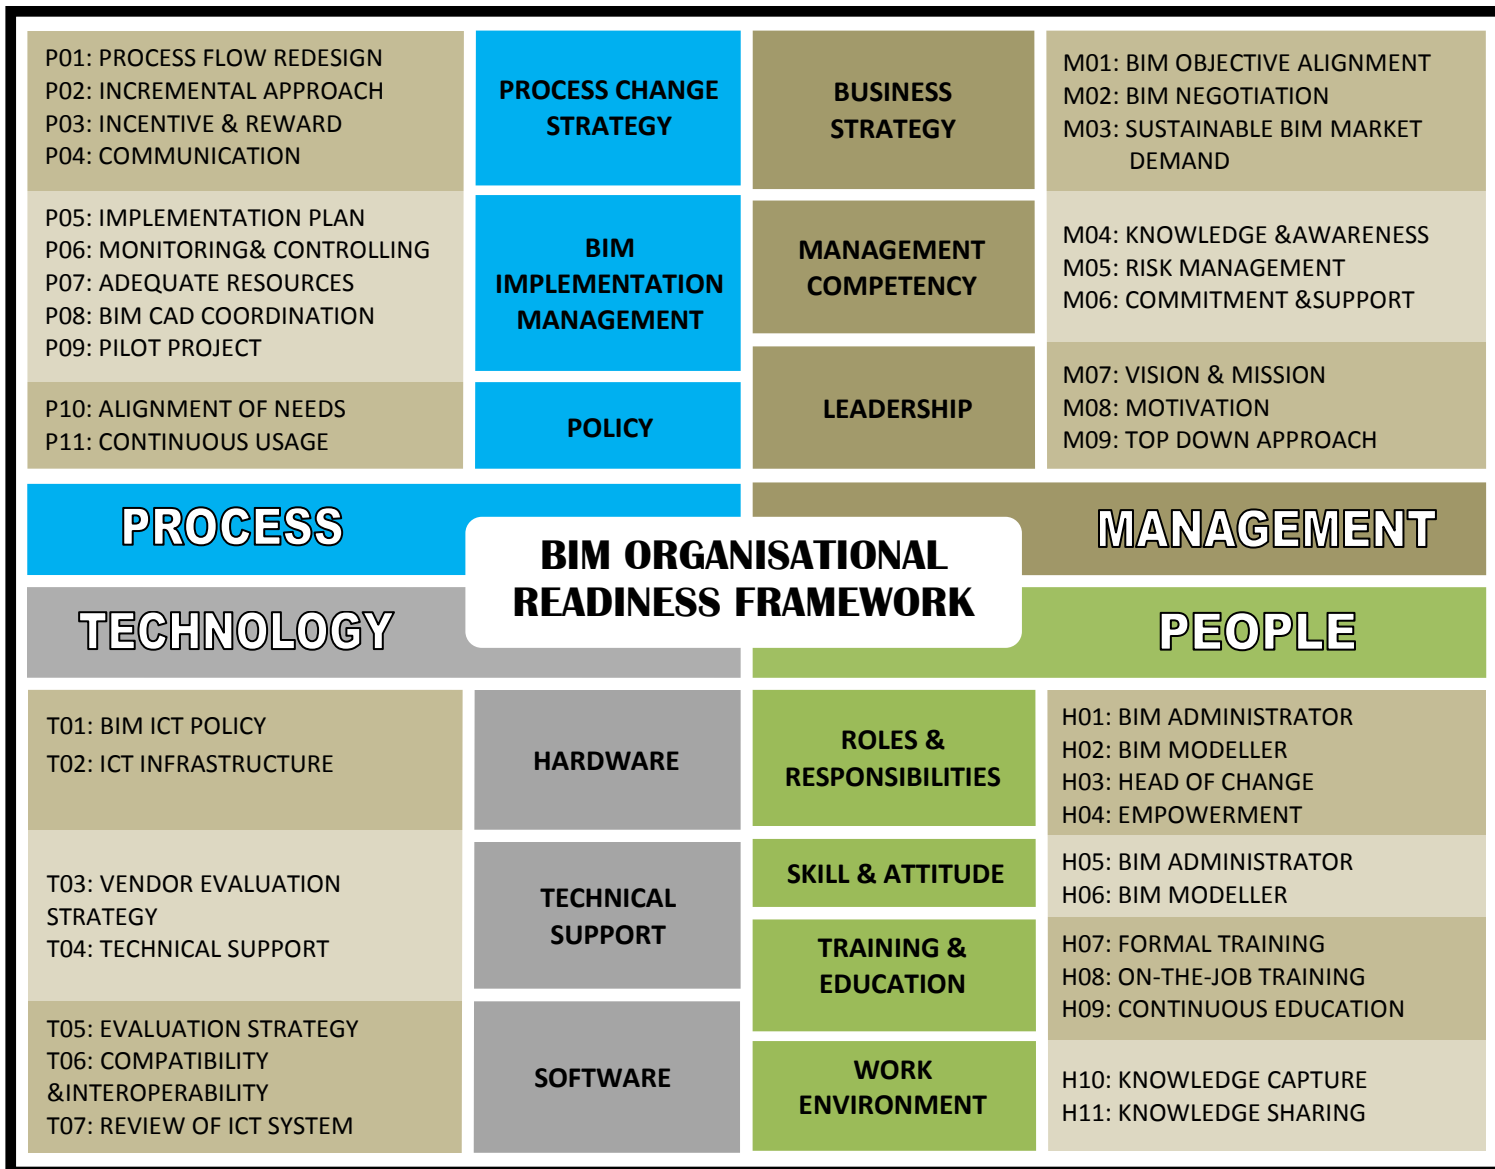 P01: PROCESS FLOW REDESIGN
P02: INCREMENTAL APPROACH
P03: INCENTIVE & REWARD
P04: COMMUNICATION
PROCESS CHANGE
STRATEGY
BUSINESS
STRATEGY
M01: BIM OBJECTIVE ALIGNMENT
M02: BIM NEGOTIATION
M03: SUSTAINABLE BIM MARKET
DEMAND
P05: IMPLEMENTATION PLAN
P06: MONITORING& CONTROLLING
P07: ADEQUATE RESOURCES
P08: BIM CAD COORDINATION
P09: PILOT PROJECT
BIM
IMPLEMENTATION
MANAGEMENT
MANAGEMENT
COMPETENCY
M04: KNOWLEDGE &AWARENESS
M05: RISK MANAGEMENT
M06: COMMITMENT &SUPPORT
P10: ALIGNMENT OF NEEDS
P11: CONTINUOUS USAGE
POLICY
LEADERSHIP
M07: VISION & MISSION
M08: MOTIVATION
M09: TOP DOWN APPROACH
PROCESS
MANAGEMENT
BIM ORGANISATIONAL
READINESS FRAMEWORK
TECHNOLOGY
PEOPLE
T01: BIM ICT POLICY
T02: ICT INFRASTRUCTURE
HARDWARE
ROLES &
RESPONSIBILITIES
H01: BIM ADMINISTRATOR
H02: BIM MODELLER
H03: HEAD OF CHANGE
H04: EMPOWERMENT
T03: VENDOR EVALUATION
STRATEGY
T04: TECHNICAL SUPPORT
TECHNICAL
SUPPORT
SKILL & ATTITUDE
H05: BIM ADMINISTRATOR
H06: BIM MODELLER
TRAINING &
EDUCATION
H07: FORMAL TRAINING
H08: ON-THE-JOB TRAINING
H09: CONTINUOUS EDUCATION
T05: EVALUATION STRATEGY
T06: COMPATIBILITY
&INTEROPERABILITY
T07: REVIEW OF ICT SYSTEM
SOFTWARE
WORK
ENVIRONMENT
H10: KNOWLEDGE CAPTURE
H11: KNOWLEDGE SHARING